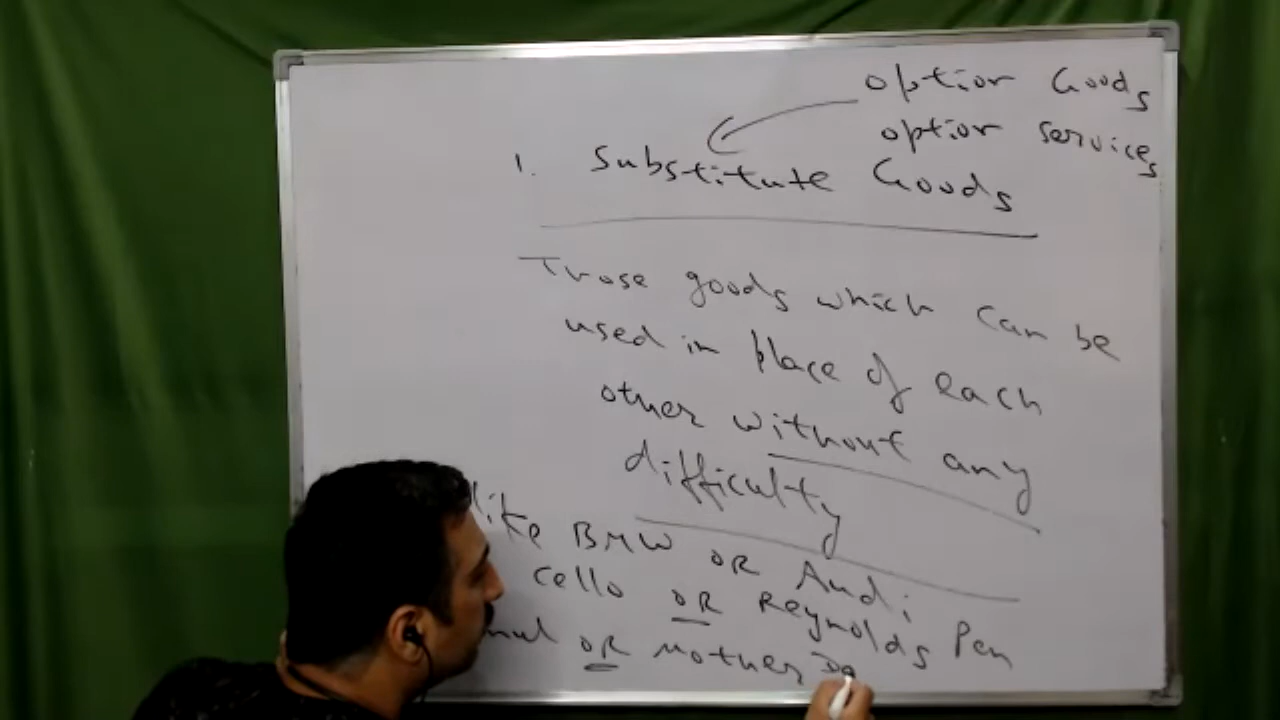 option Goods
option services
1. Substitute Goods
Those goods which can be
used in place of each
other without any
difficulty
like BMW OR Audi
Cello OR Reynolds Pen
OR Mother